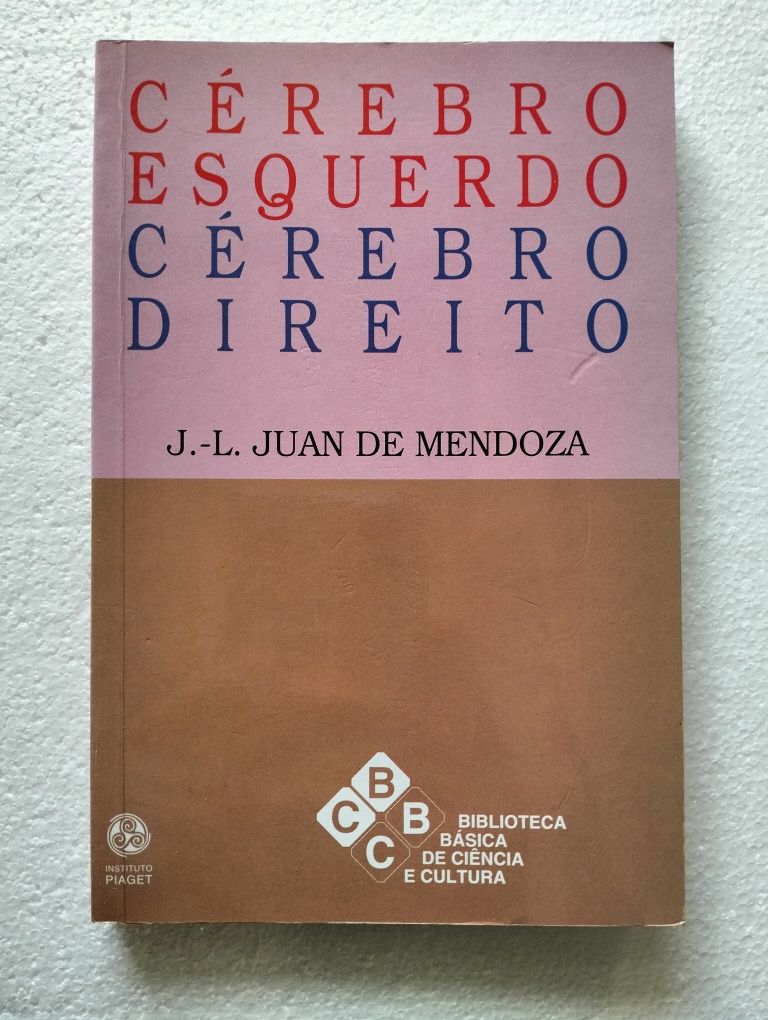 CÉREBRO
ESQUERDO
CÉREBRO
DIREITO
J.-L. JUAN DE MENDOZA
B
C B
C
BIBLIOTECA
BÁSICA
DE CIÊNCIA
E CULTURA
INSTITUTO
PIAGET